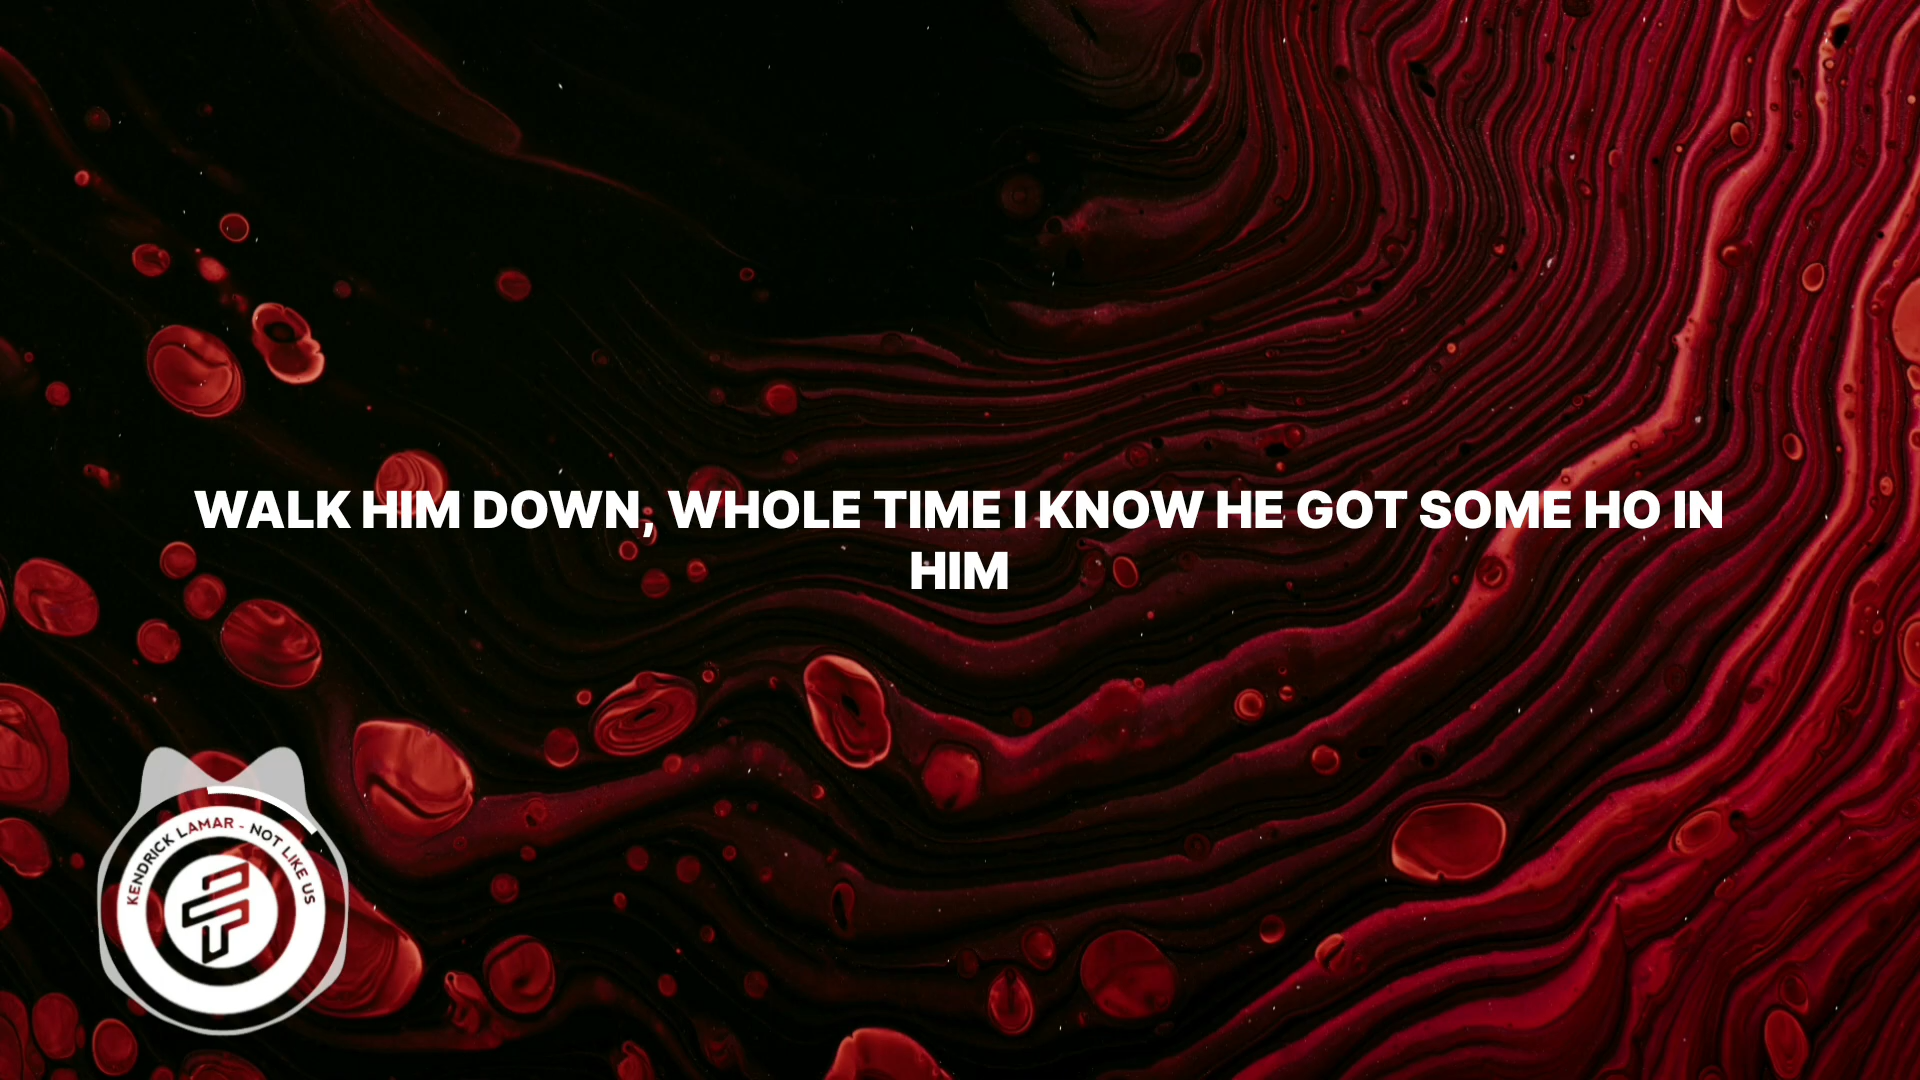 WALK HIM DOWN, WHOLE TIME I KNOW HE GOT SOME HO IN
HIM
KENDRICK LAMAR - NOT LIKE US